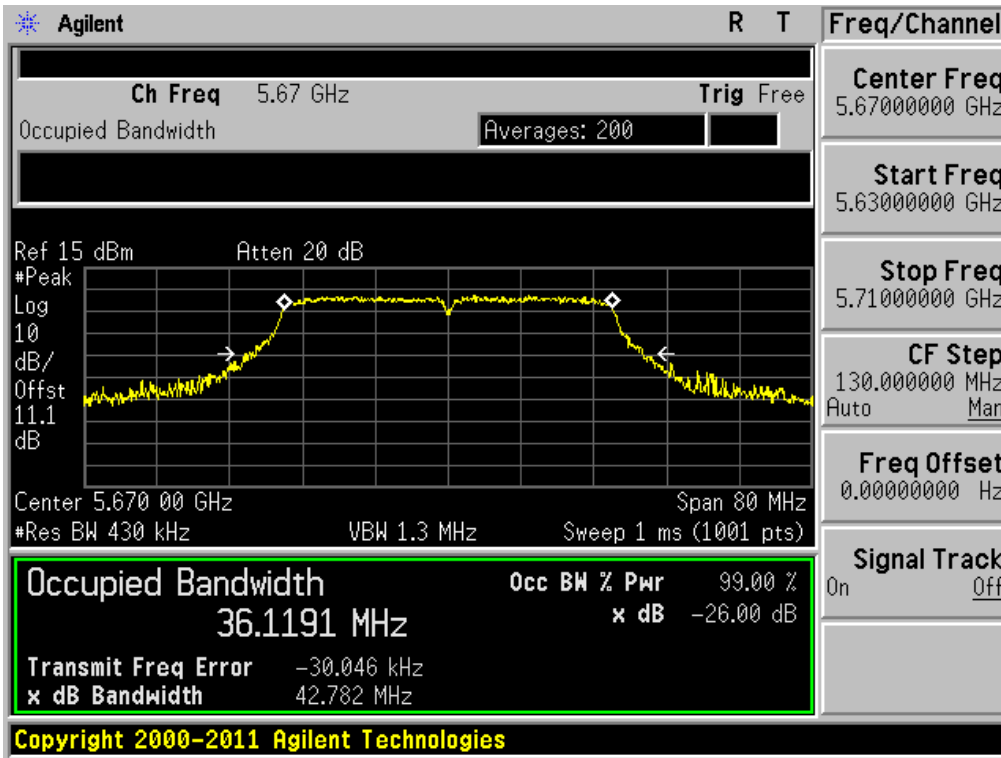 Agilent R T Freq/Channel
Ch Freq 5.67 GHz Trig Free
Occupied Bandwidth Averages: 200
Ref 15 dBm Atten 20 dB
#Peak
Log
10
dB/
Offst
11.1
dB
Center 5.670 00 GHz Span 80 MHz
#Res BW 430 kHz VBW 1.3 MHz Sweep 1 ms (1001 pts)
Occupied Bandwidth Occ BW % Pwr 99.00 %
36.1191 MHz x dB -26.00 dB
Transmit Freq Error -30.046 kHz
x dB Bandwidth 42.782 MHz
Center Freq
5.67000000 GHz
Start Freq
5.63000000 GHz
Stop Freq
5.71000000 GHz
CF Step
130.000000 MHz
Auto Man
Freq Offset
0.00000000 Hz
Signal Track
On Off
Copyright 2000-2011 Agilent Technologies